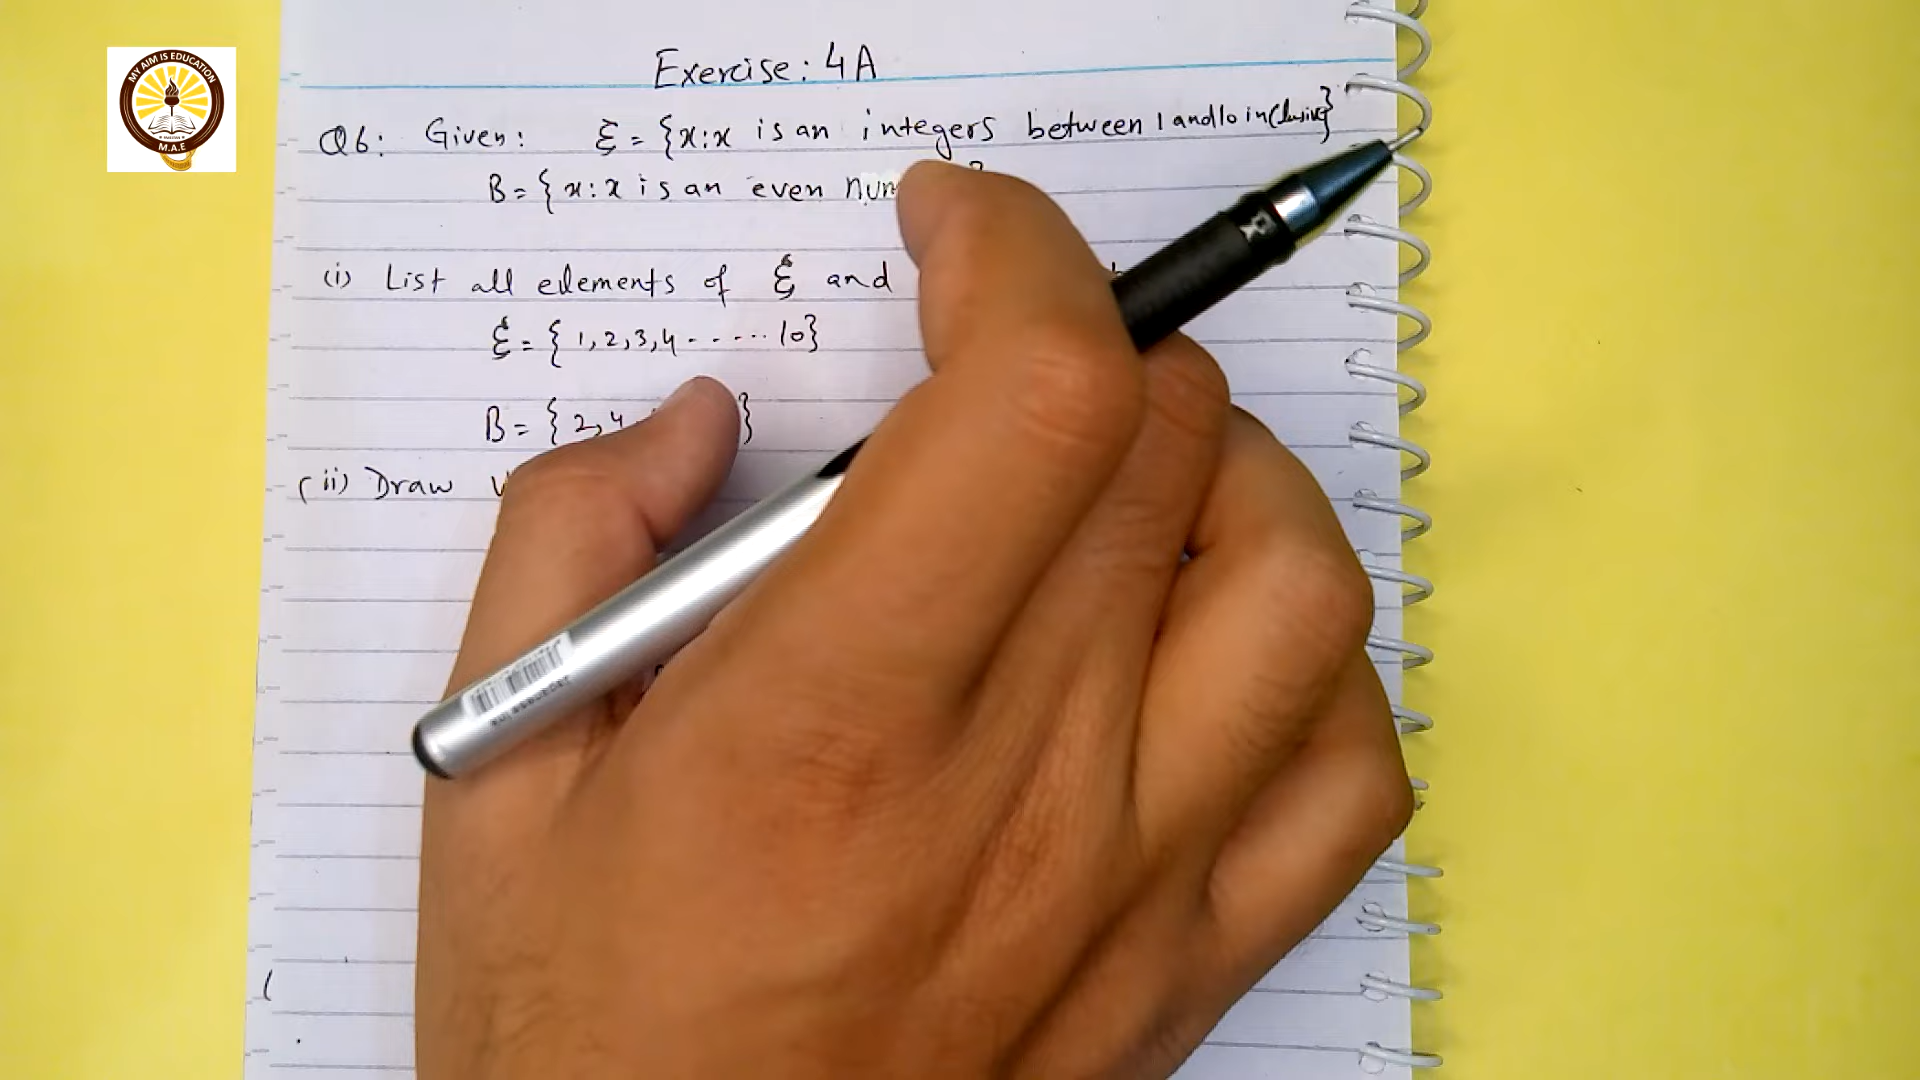 MY AIM IS EDUCATION
M.A.E
Exercise: 4A
Q6: Given: ξ = {x:x is an integers between 1 and 10 inclusive}
B = {x:x is an even
(i) List all elements of ξ and
ξ = { 1,2,3,4 - - - --- 10}
B = { 2,4 }
(ii) Draw